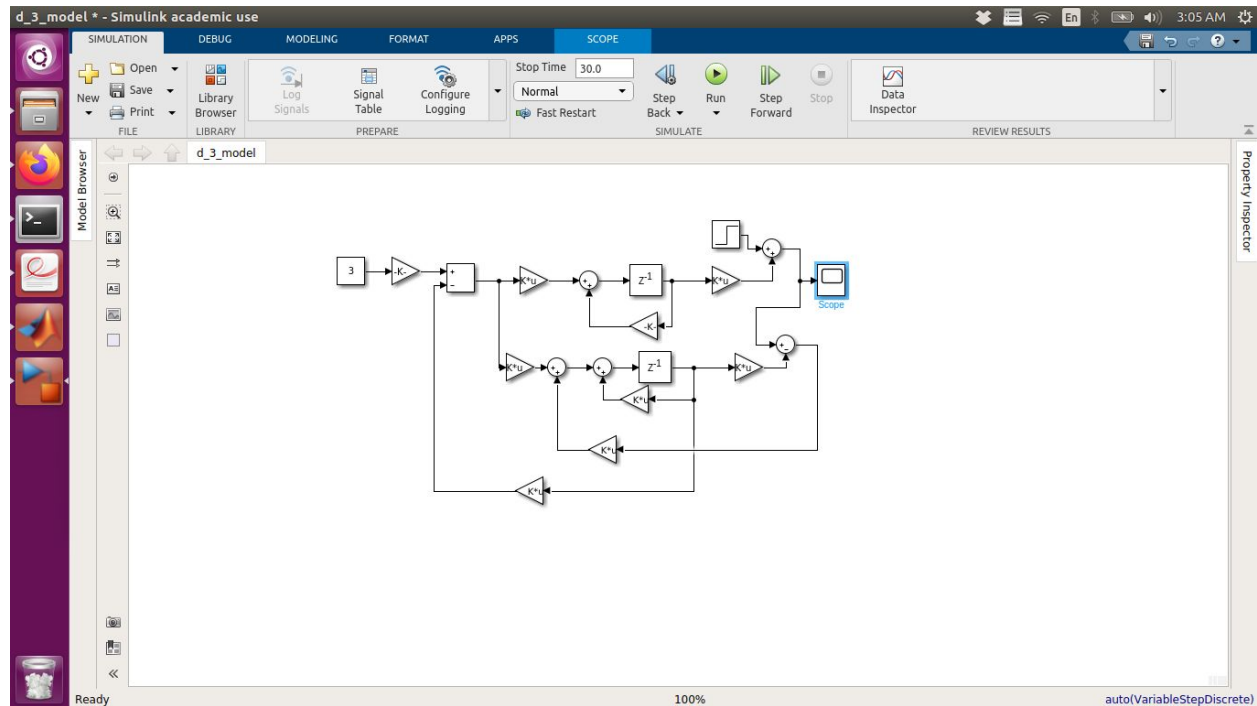 d_3_model * - Simulink academic use
En
3:05 AM
SIMULATION DEBUG MODELING FORMAT APPS SCOPE
New
Open
Save
Print
FILE
Library Browser
LIBRARY
Log Signals
Signal Table
Configure Logging
PREPARE
Stop Time 30.0
Normal
Fast Restart
Step Back
Run
Step Forward
Stop
SIMULATE
Data Inspector
REVIEW RESULTS
Model Browser
d_3_model
Property Inspector
3
-K-
+
−
K*u
+
+
Z-1
K*u
+
+
Scope
-K-
K*u
+
+
+
+
Z-1
K*u
+
−
K*u
K*u
K*u
Ready
100%
auto(VariableStepDiscrete)